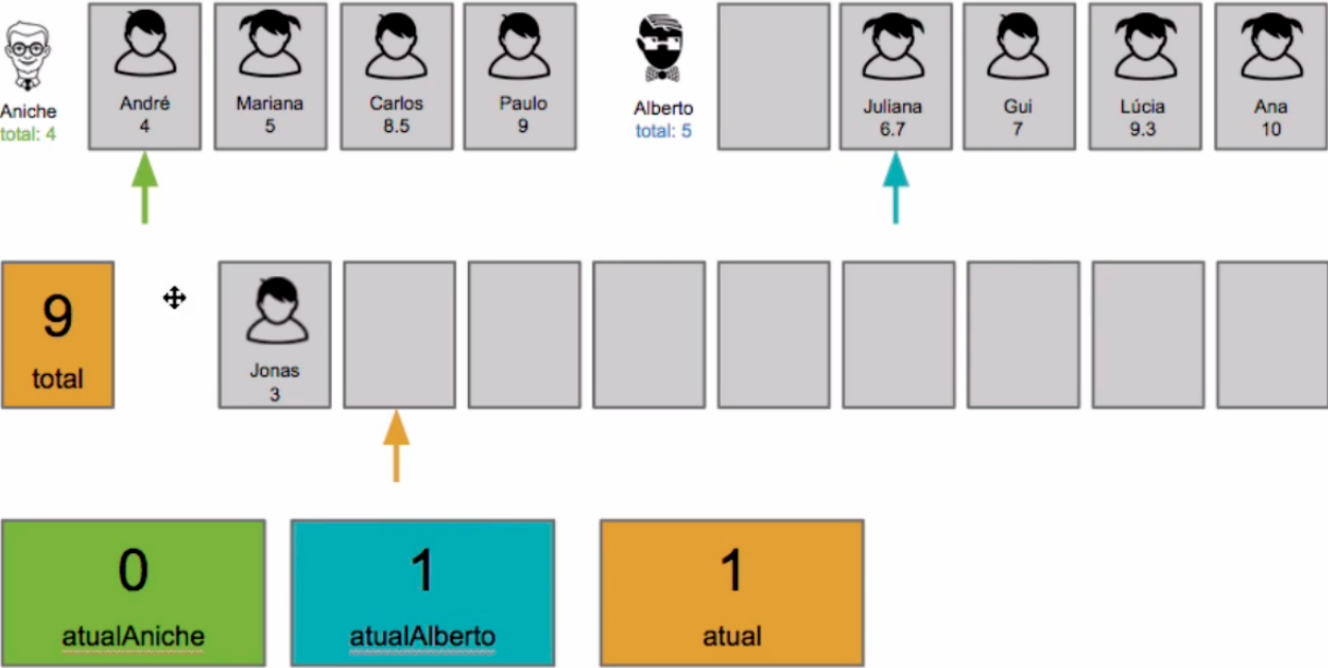 Aniche
total: 4
André
4
Mariana
5
Carlos
8.5
Paulo
9
Alberto
total: 5
Juliana
6.7
Gui
7
Lúcia
9.3
Ana
10
9
total
Jonas
3
0
atualAniche
1
atualAlberto
1
atual